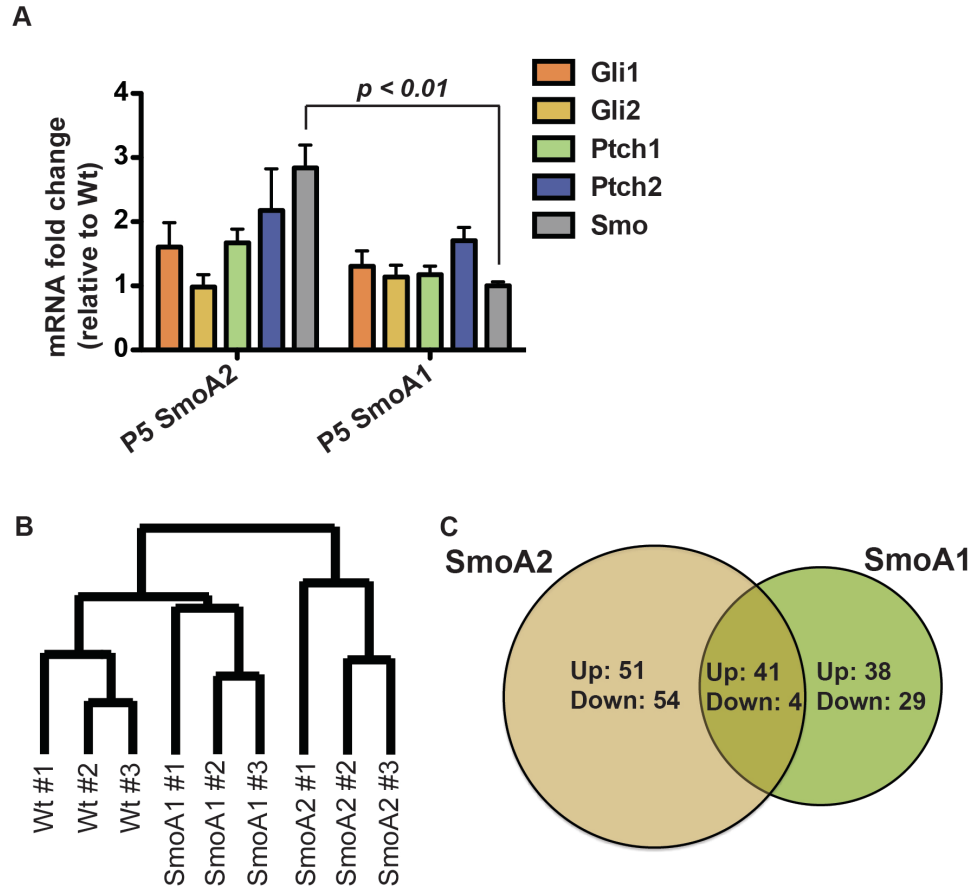 A
mRNA fold change
(relative to Wt)
4
3
2
1
0
p < 0.01
Gli1
Gli2
Ptch1
Ptch2
Smo
P5 SmoA2
P5 SmoA1
B
Wt #1
Wt #2
Wt #3
SmoA1 #1
SmoA1 #2
SmoA1 #3
SmoA2 #1
SmoA2 #2
SmoA2 #3
C
SmoA2
SmoA1
Up: 51
Down: 54
Up: 41
Down: 4
Up: 38
Down: 29